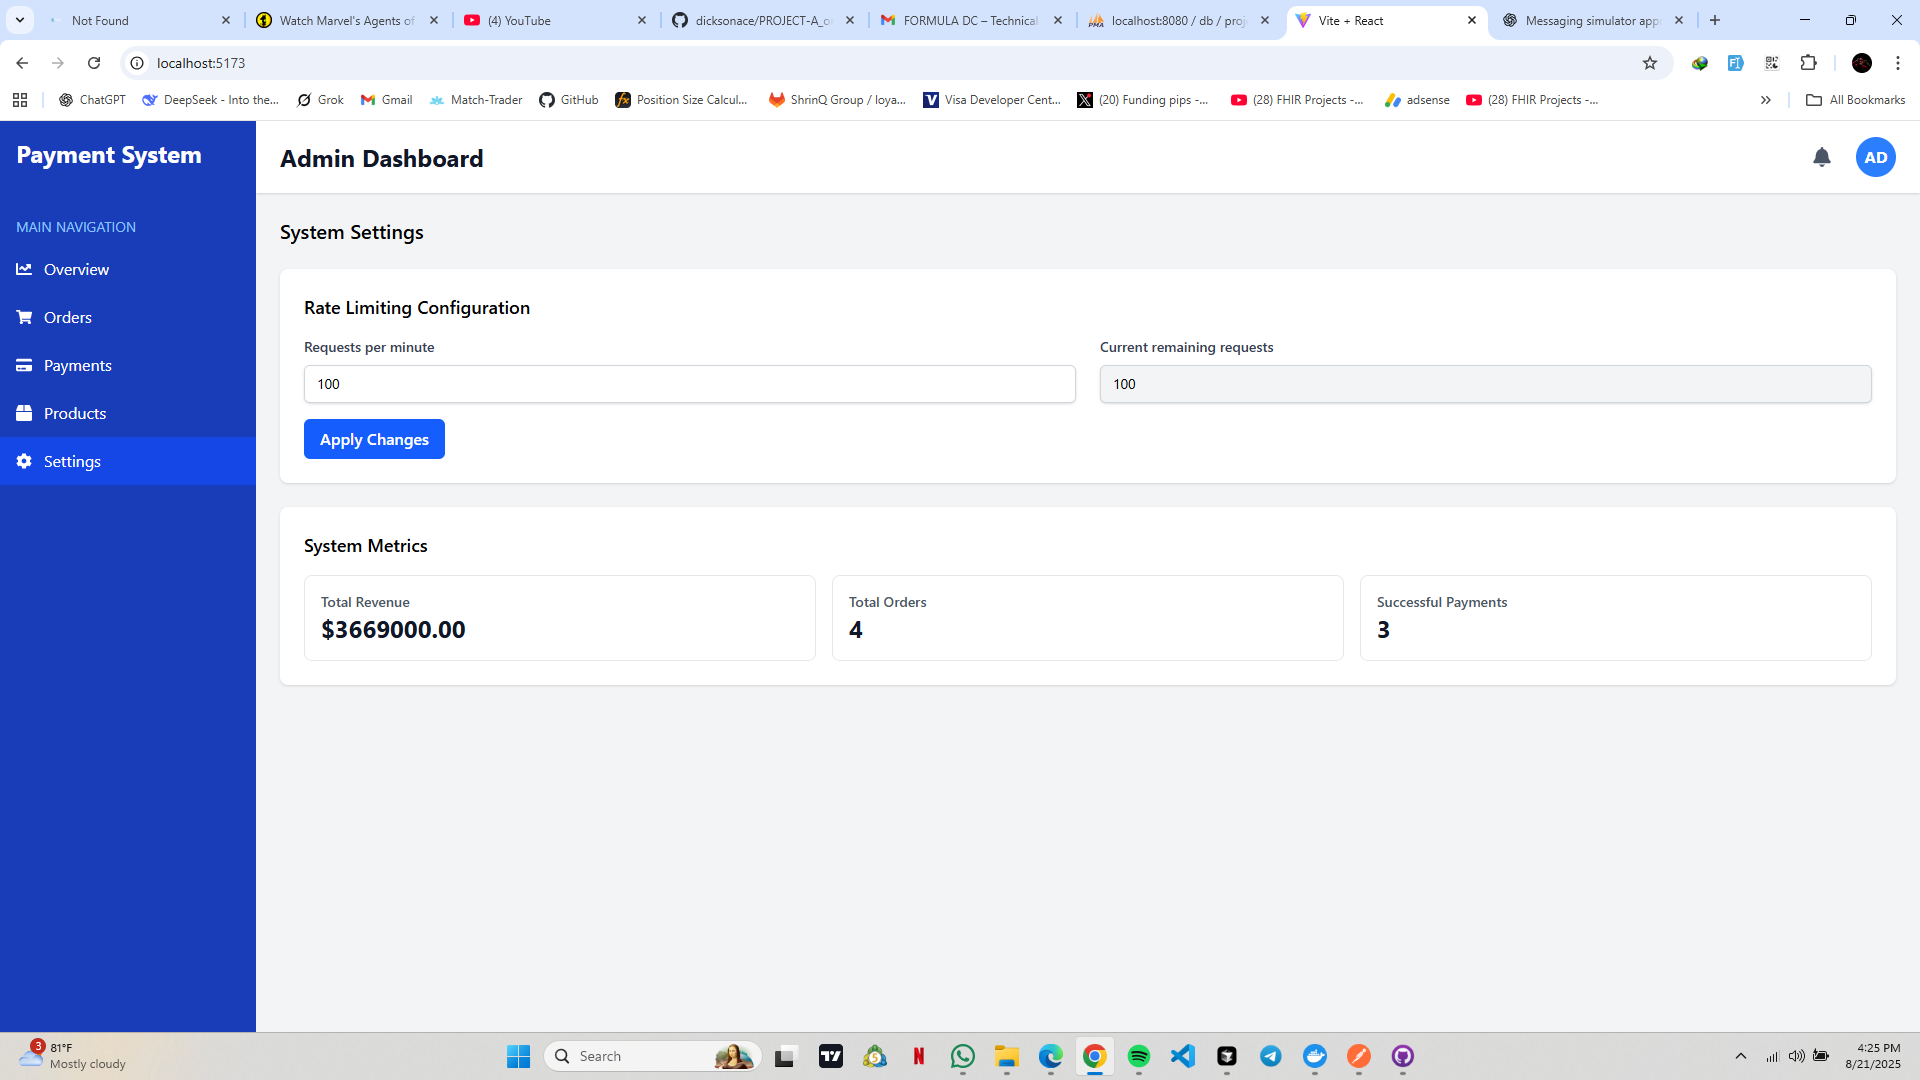 Not Found
Watch Marvel's Agents of
(4) YouTube
dicksonace/PROJECT-A_o
FORMULA DC – Technical
localhost:8080 / db / proj
Vite + React
Messaging simulator app
localhost:5173
ChatGPT
DeepSeek - Into the...
Grok
Gmail
Match-Trader
GitHub
Position Size Calcul...
ShrinQ Group / loya...
Visa Developer Cent...
(20) Funding pips -...
(28) FHIR Projects -...
adsense
(28) FHIR Projects -...
All Bookmarks
Payment System
MAIN NAVIGATION
Overview
Orders
Payments
Products
Settings
Admin Dashboard
AD
System Settings
Rate Limiting Configuration
Requests per minute
100
Current remaining requests
100
Apply Changes
System Metrics
Total Revenue
$3669000.00
Total Orders
4
Successful Payments
3
3
81°F
Mostly cloudy
Search
4:25 PM
8/21/2025